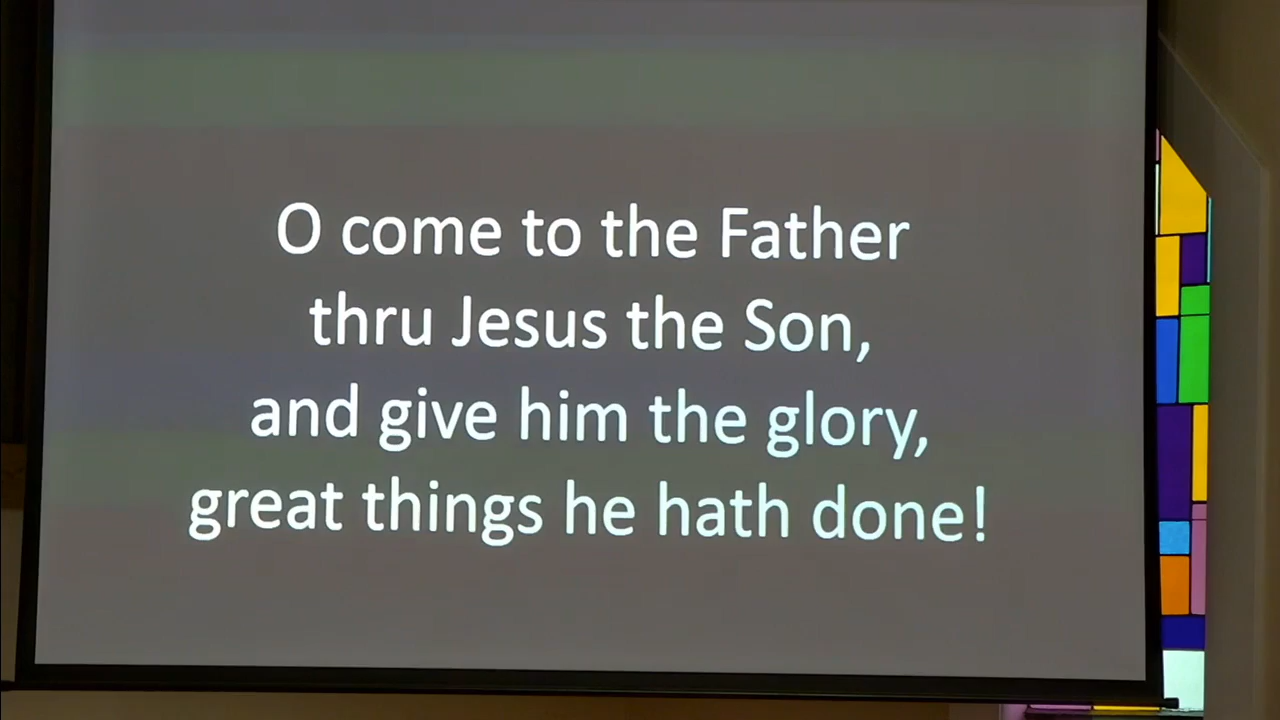 O come to the Father
thru Jesus the Son,
and give him the glory,
great things he hath done!